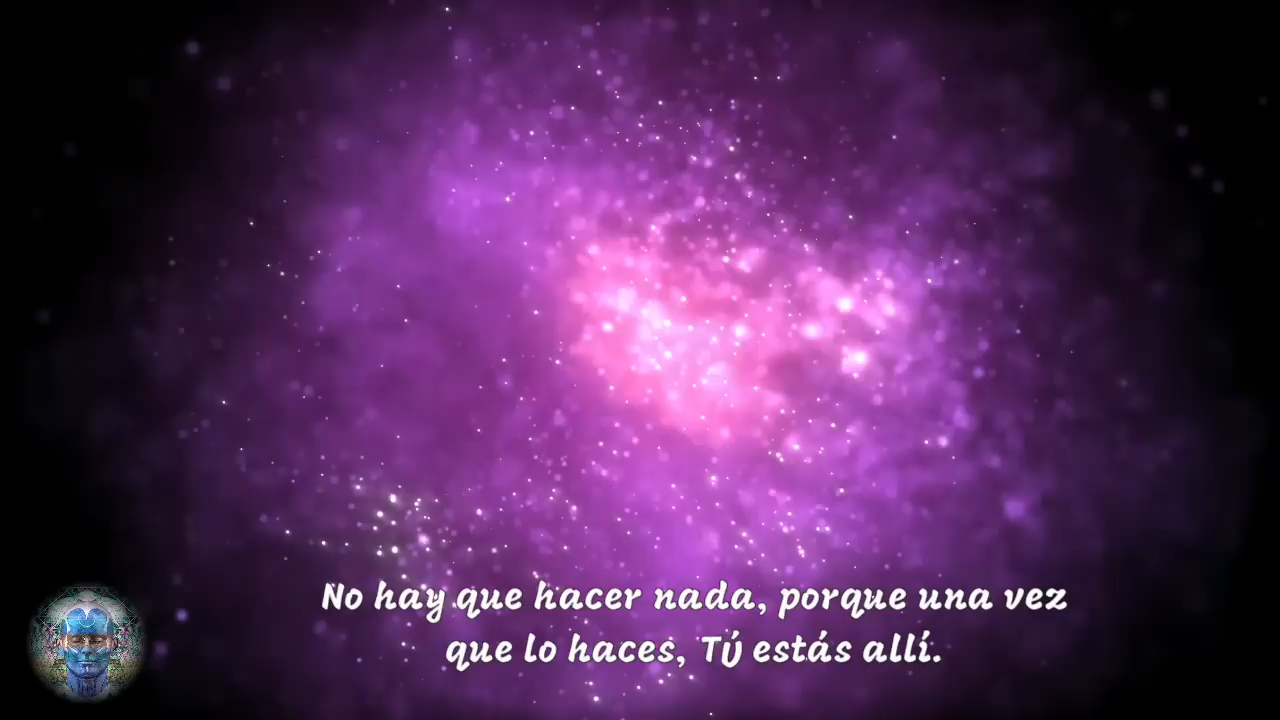 No hay que hacer nada, porque una vez
que lo haces, TÚ estás allí.